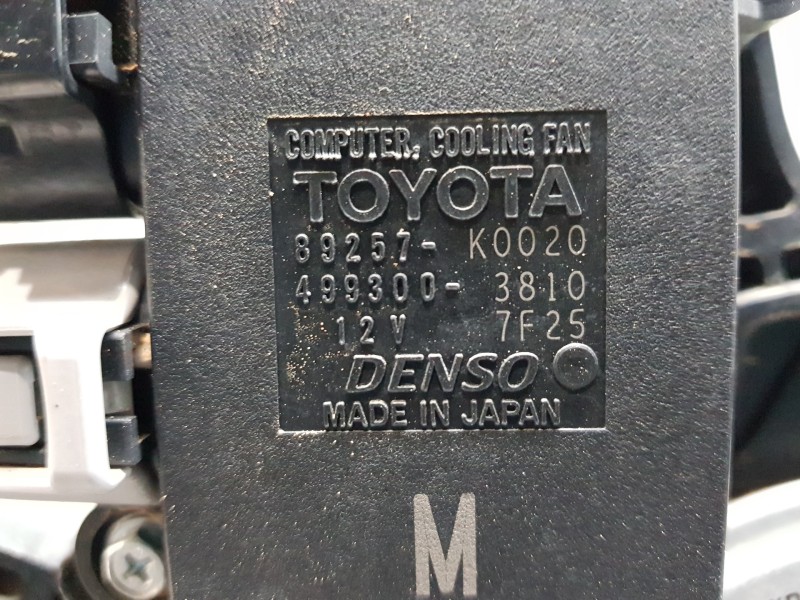 COMPUTER, COOLING FAN
TOYOTA
89257- K0020
499300- 3810
12V 7F25
DENSO
MADE IN JAPAN
M